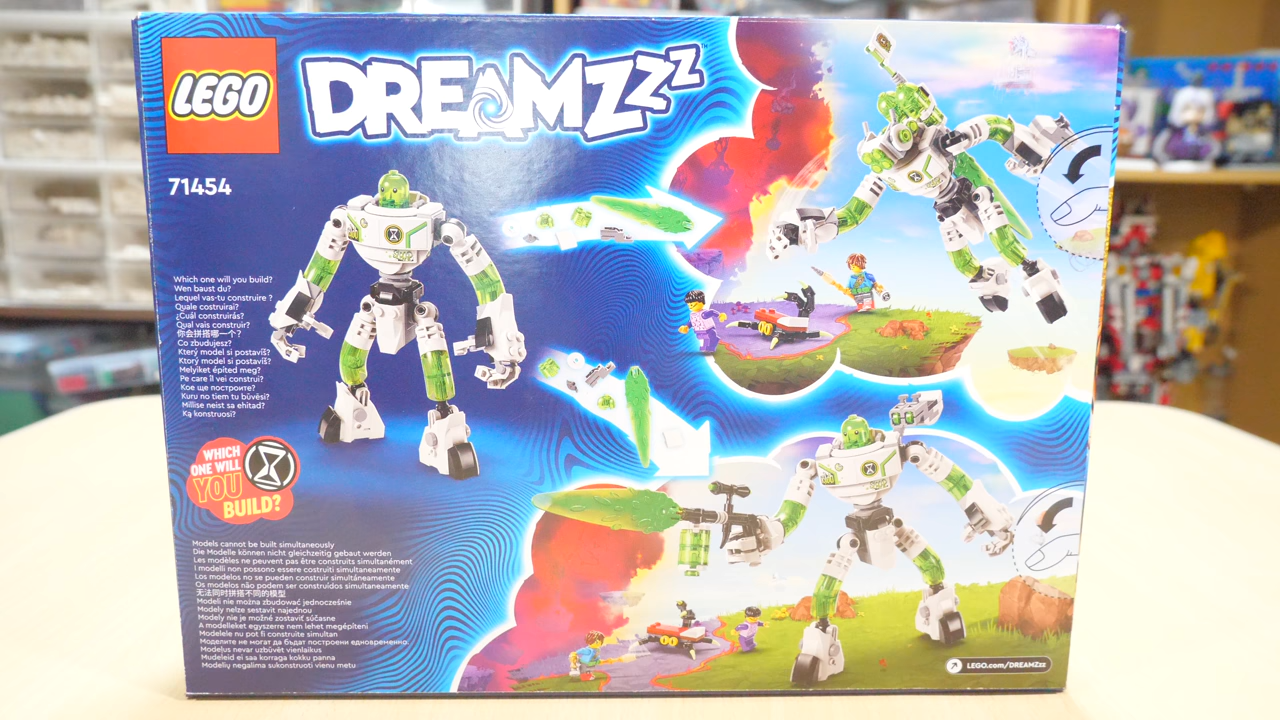 LEGO
DREAMZzz™
71454
Which one will you build?
Wen baust du?
Lequel vas-tu construire ?
Quale costruirai?
¿Cuál construirás?
Qual vais construir?
你会拼搭哪一个?
Co zbudujesz?
Který model si postavíš?
Ktorý model si postavíš?
Melyiket építed meg?
Pe care îl vei construi?
Кое ще построите?
Kuru no tiem tu būvēsi?
Millise neist sa ehitad?
Ką konstruosi?
WHICH
ONE WILL
YOU
BUILD?
Models cannot be built simultaneously
Die Modelle können nicht gleichzeitig gebaut werden
Les modèles ne peuvent pas être construits simultanément
I modelli non possono essere costruiti simultaneamente
Los modelos no se pueden construir simultáneamente
Os modelos não podem ser construídos simultaneamente
无法同时拼搭不同的模型
Modeli nie można zbudować jednocześnie
Modely nelze sestavit najednou
Modely nie je možné zostaviť súčasne
A modelleket egyszerre nem lehet megépíteni
Modelele nu pot fi construite simultan
Моделите не могат да бъдат построени едновременно.
Modelus nevar uzbūvēt vienlaikus
Mudeleid ei saa korraga kokku panna
Modelių negalima sukonstruoti vienu metu
LEGO.com/DREAMZzz